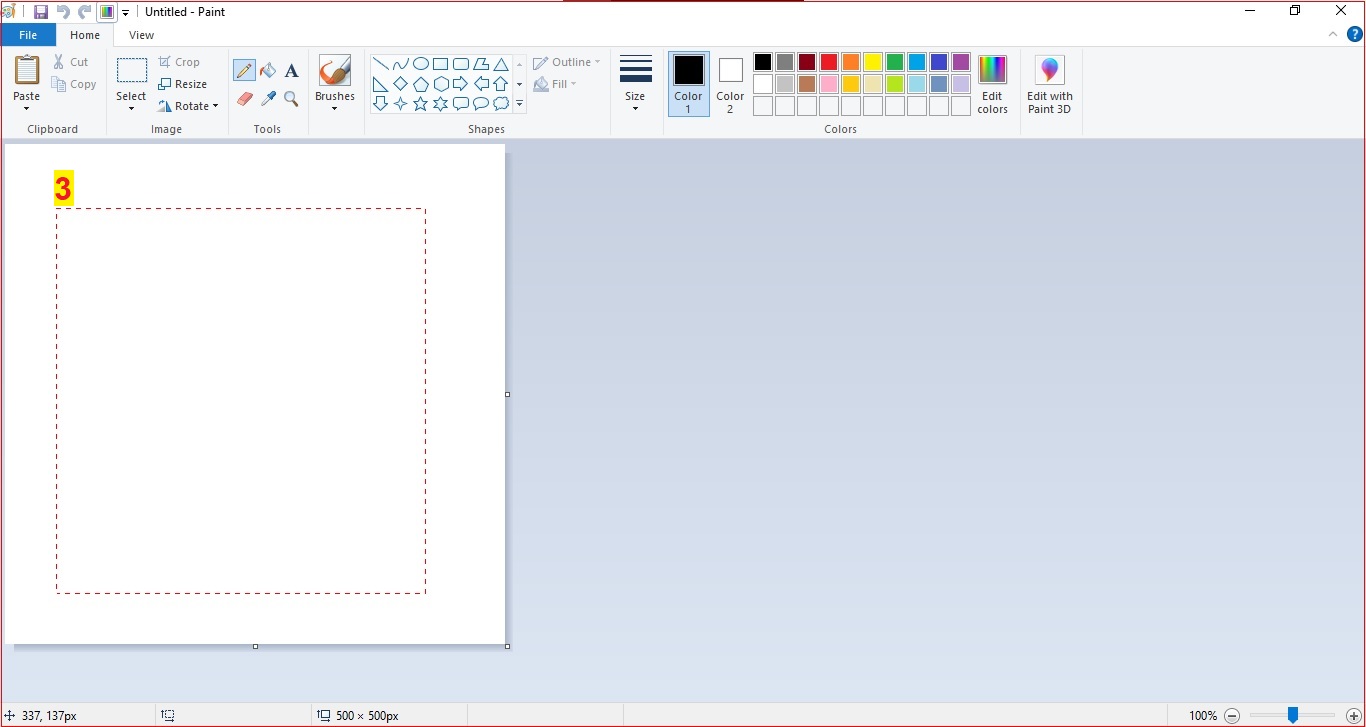 Untitled - Paint
File Home View
Cut
Copy
Paste
Clipboard
Select
Crop
Resize
Rotate
Image
A
Tools
Brushes
Shapes
Outline
Fill
Size
Color
1
Color
2
Colors
Edit
colors
Edit with
Paint 3D
?
3
337, 137px
500 × 500px
100%